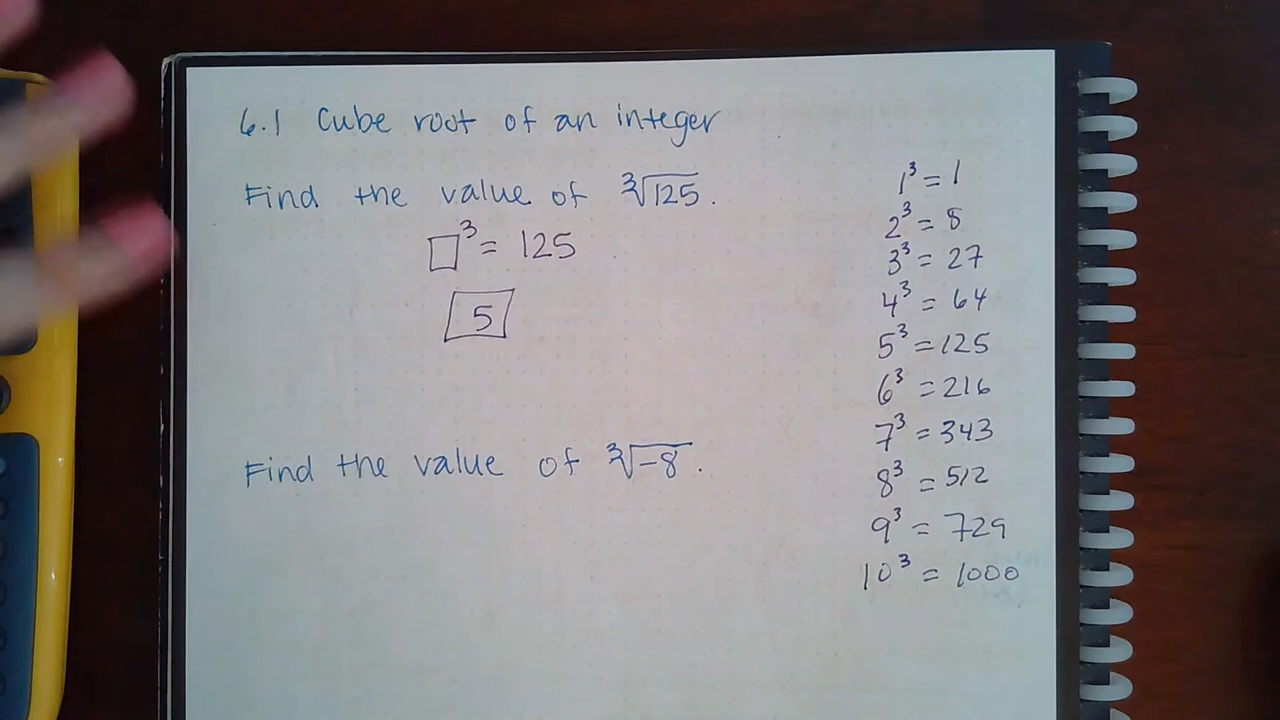 6.1 Cube root of an integer
Find the value of ∛125.
□³ = 125
5
Find the value of ∛-8.
1³ = 1
2³ = 8
3³ = 27
4³ = 64
5³ = 125
6³ = 216
7³ = 343
8³ = 512
9³ = 729
10³ = 1000